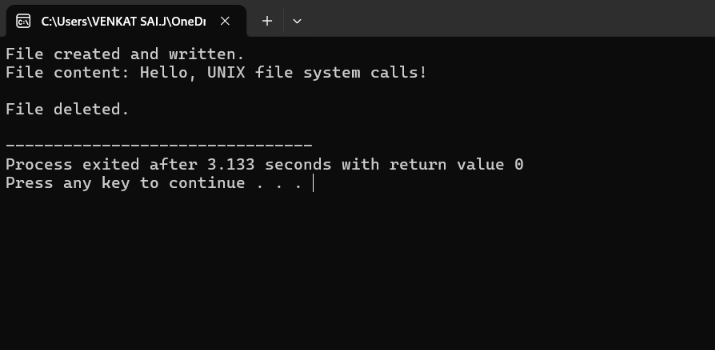 C:\Users\VENKAT SAI.J\OneDr
File created and written.
File content: Hello, UNIX file system calls!
File deleted.
--------------------------------
Process exited after 3.133 seconds with return value 0
Press any key to continue . . .